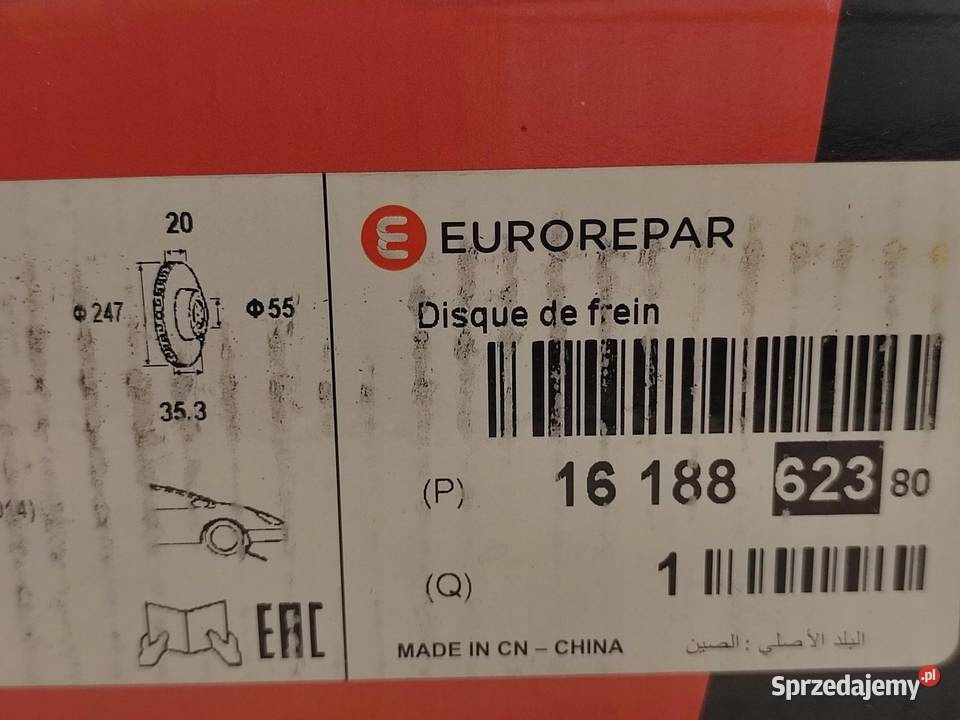 20
Φ 247
Φ 55
35.3
EAC
EUROREPAR
Disque de frein
(P) 16 188 623 80
(Q) 1
MADE IN CN – CHINA
البلد الأصلي : الصين
Sprzedajemy.pl